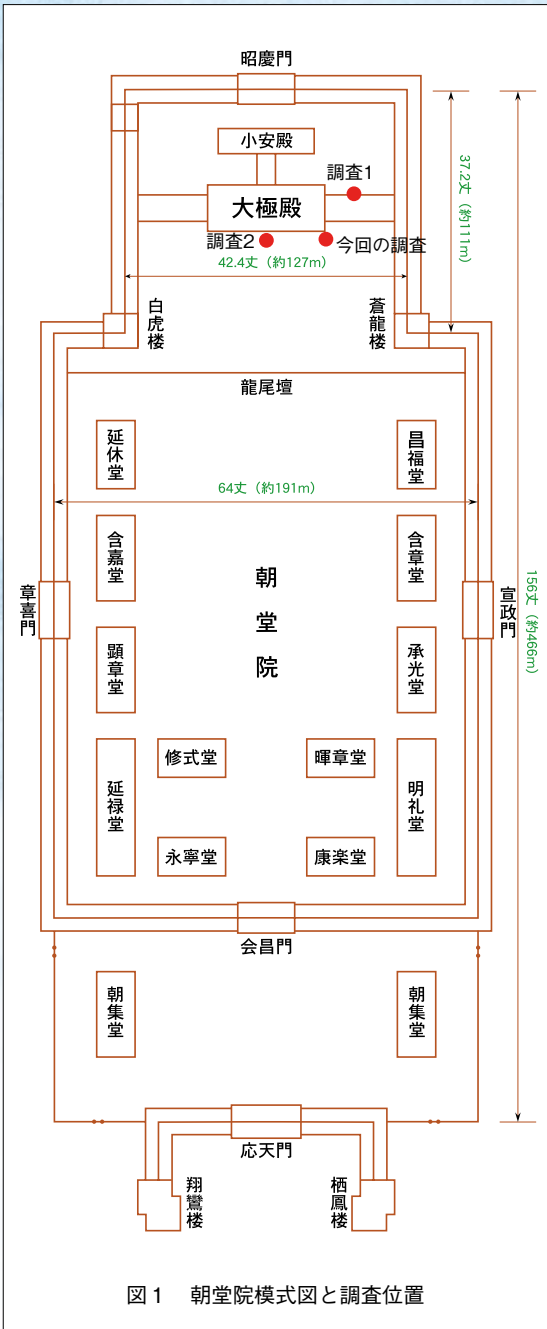 昭慶門
小安殿
調査1
大極殿
調査2
今回の調査
42.4丈（約127m）
37.2丈（約111m）
白虎楼
蒼龍楼
龍尾壇
延休堂
昌福堂
64丈（約191m）
含嘉堂
含章堂
章喜門
朝堂院
宣政門
156丈（約466m）
顕章堂
承光堂
延禄堂
修式堂
暉章堂
明礼堂
永寧堂
康楽堂
会昌門
朝集堂
朝集堂
応天門
翔鸞楼
栖鳳楼
図1　朝堂院模式図と調査位置